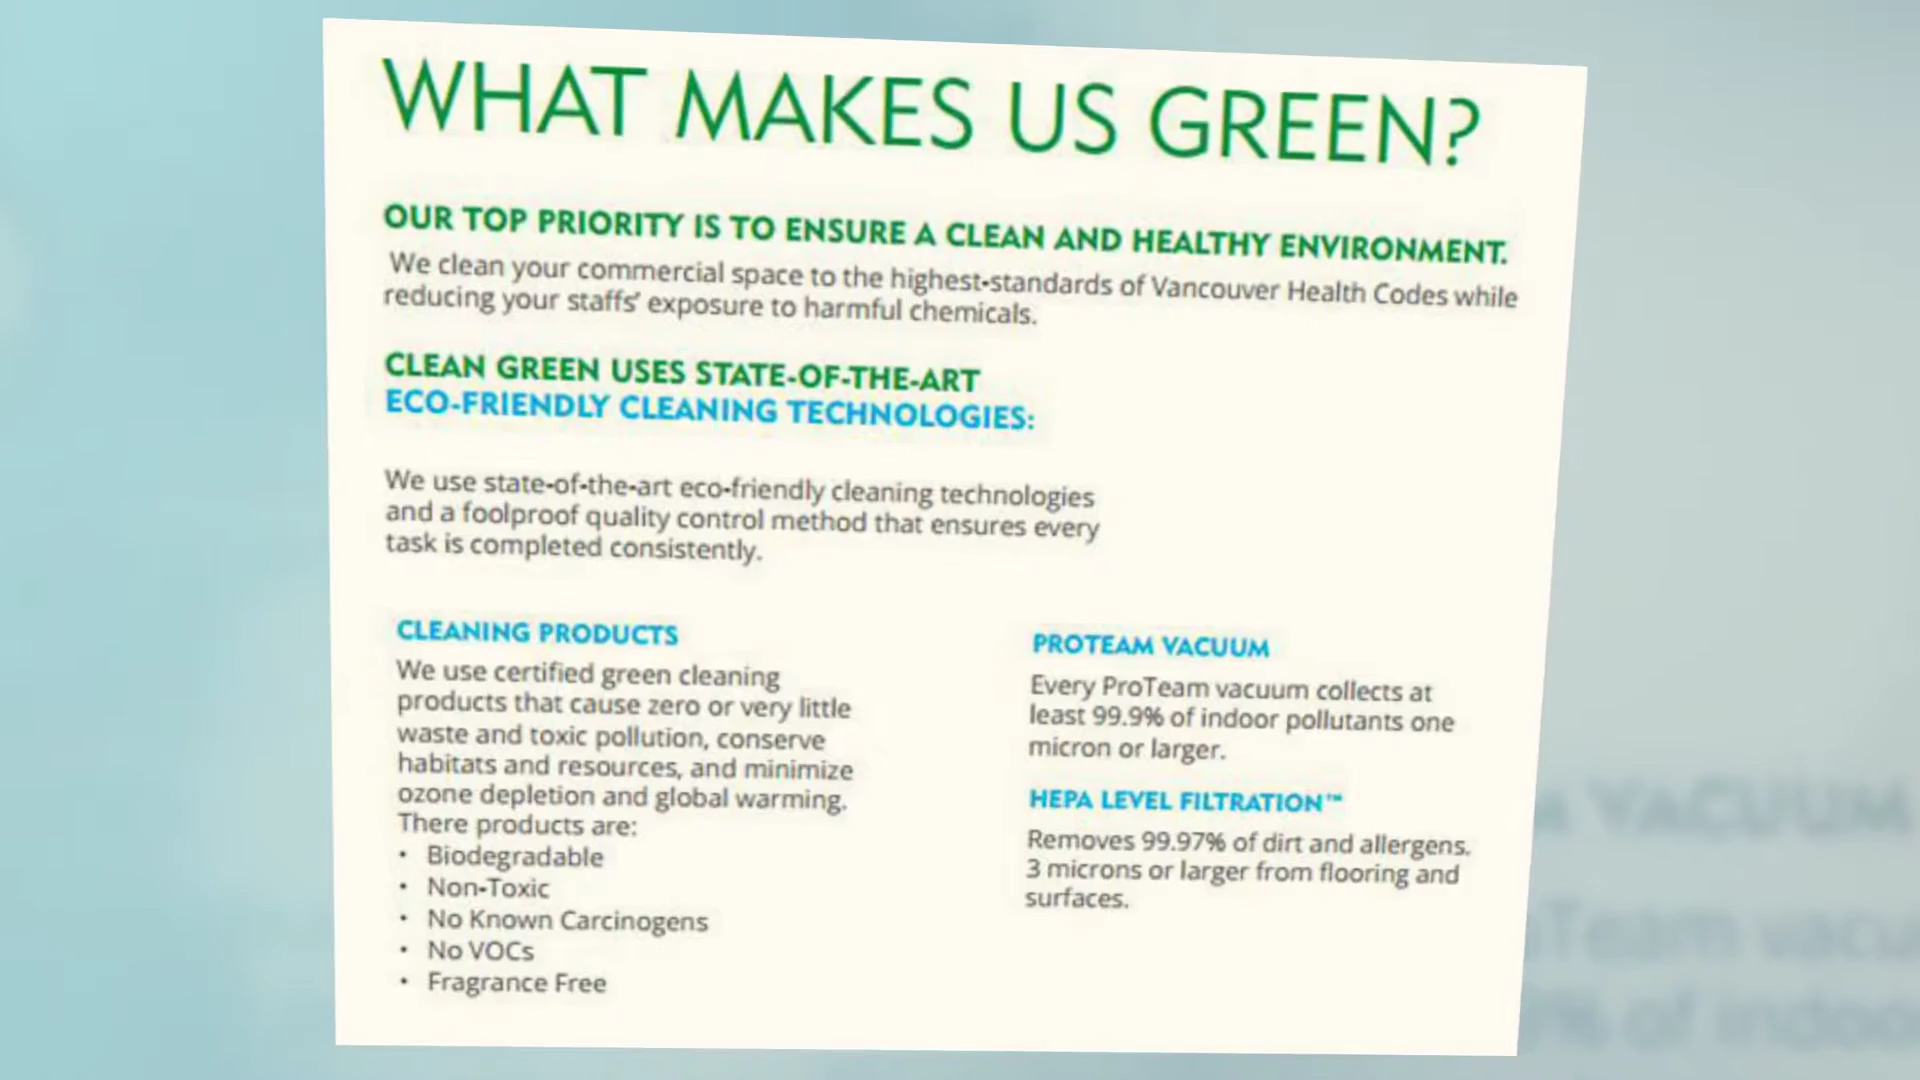 WHAT MAKES US GREEN?
OUR TOP PRIORITY IS TO ENSURE A CLEAN AND HEALTHY ENVIRONMENT.
We clean your commercial space to the highest-standards of Vancouver Health Codes while
reducing your staffs' exposure to harmful chemicals.
CLEAN GREEN USES STATE-OF-THE-ART
ECO-FRIENDLY CLEANING TECHNOLOGIES:
We use state-of-the-art eco-friendly cleaning technologies
and a foolproof quality control method that ensures every
task is completed consistently.
CLEANING PRODUCTS
We use certified green cleaning
products that cause zero or very little
waste and toxic pollution, conserve
habitats and resources, and minimize
ozone depletion and global warming.
There products are:
• Biodegradable
• Non-Toxic
• No Known Carcinogens
• No VOCs
• Fragrance Free
PROTEAM VACUUM
Every ProTeam vacuum collects at
least 99.9% of indoor pollutants one
micron or larger.
HEPA LEVEL FILTRATION™
Removes 99.97% of dirt and allergens.
3 microns or larger from flooring and
surfaces.
VACUUM
Team vacu
% of indoo